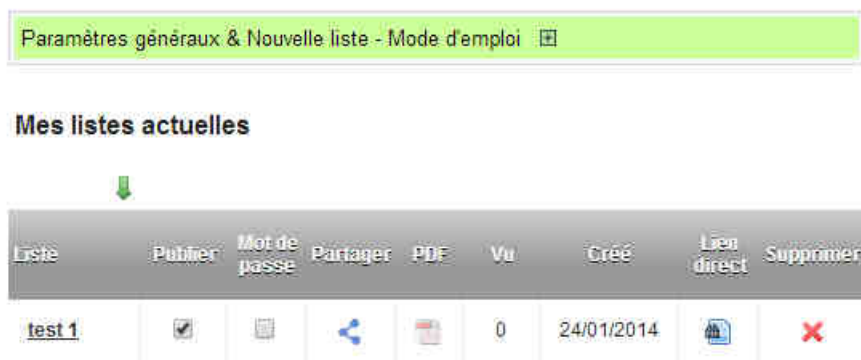 Paramètres généraux & Nouvelle liste - Mode d'emploi
Mes listes actuelles
Liste Publier Mot de passe Partager PDF Vu Créé Lien direct Supprimer
test 1 0 24/01/2014